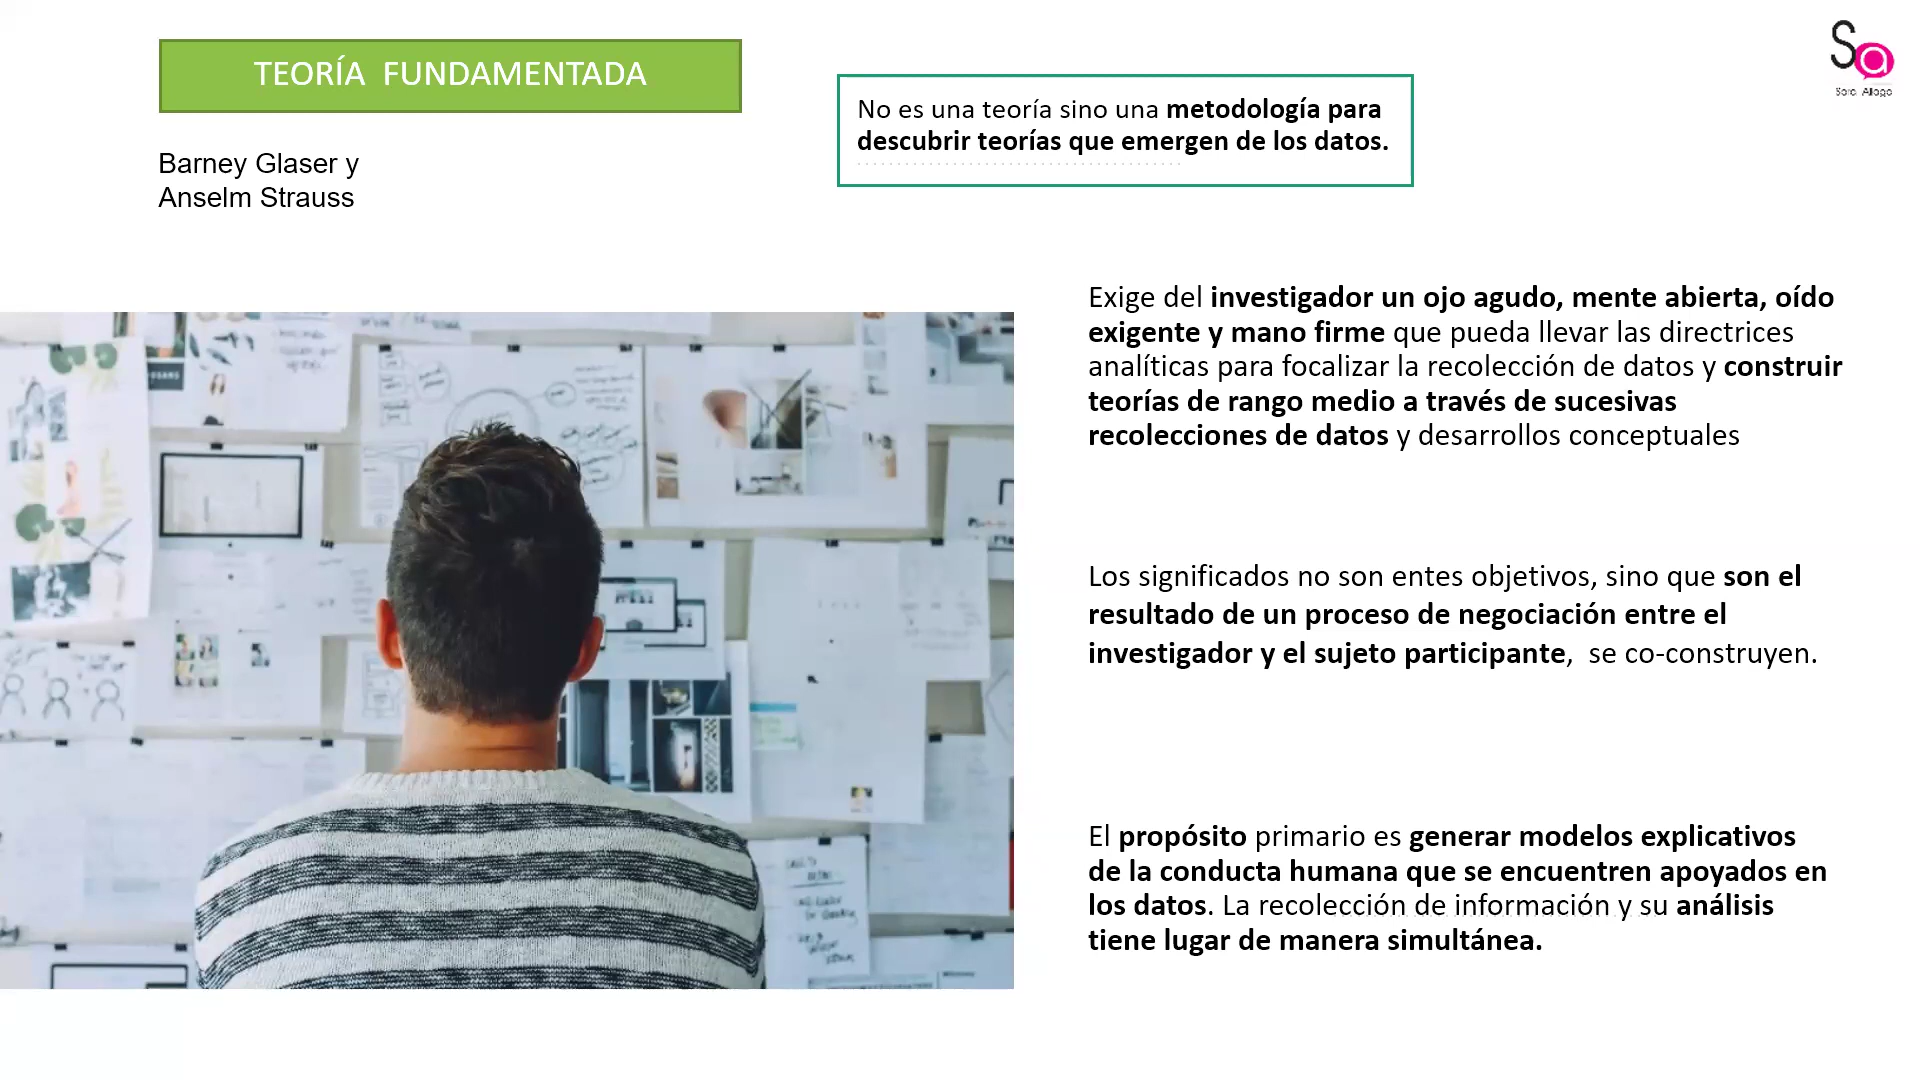 TEORÍA FUNDAMENTADA
Barney Glaser y
Anselm Strauss
No es una teoría sino una metodología para
descubrir teorías que emergen de los datos.
Exige del investigador un ojo agudo, mente abierta, oído
exigente y mano firme que pueda llevar las directrices
analíticas para focalizar la recolección de datos y construir
teorías de rango medio a través de sucesivas
recolecciones de datos y desarrollos conceptuales
Los significados no son entes objetivos, sino que son el
resultado de un proceso de negociación entre el
investigador y el sujeto participante, se co-construyen.
El propósito primario es generar modelos explicativos
de la conducta humana que se encuentren apoyados en
los datos. La recolección de información y su análisis
tiene lugar de manera simultánea.
Sa